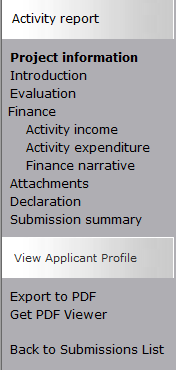 Activity report
Project information
Introduction
Evaluation
Finance
Activity income
Activity expenditure
Finance narrative
Attachments
Declaration
Submission summary
View Applicant Profile
Export to PDF
Get PDF Viewer
Back to Submissions List